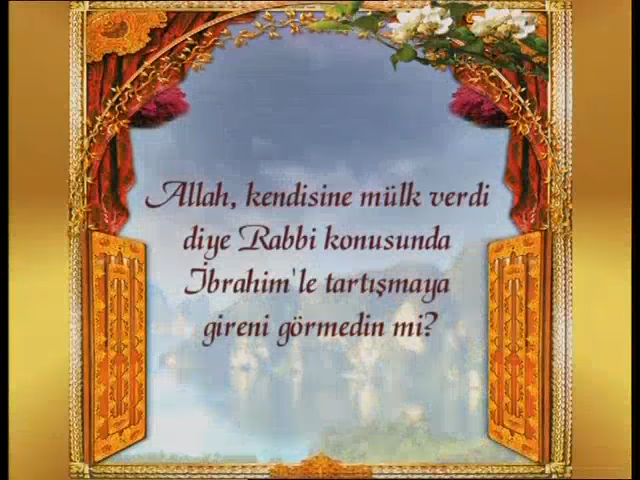 Allah, kendisine mülk verdi
diye Rabbi konusunda
İbrahim'le tartışmaya
gireni görmedin mi?